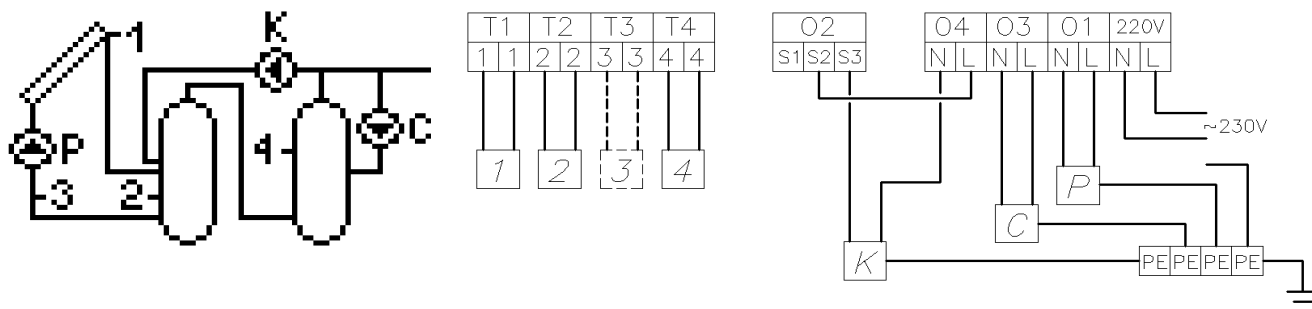 K
1
P
C
4
3
2
T1 T2 T3 T4
1 1 2 2 3 3 4 4
1 2 3 4
O2
S1 S2 S3
O4 O3 O1 220V
N L N L N L N L
~230V
P
C
K
PE PE PE PE